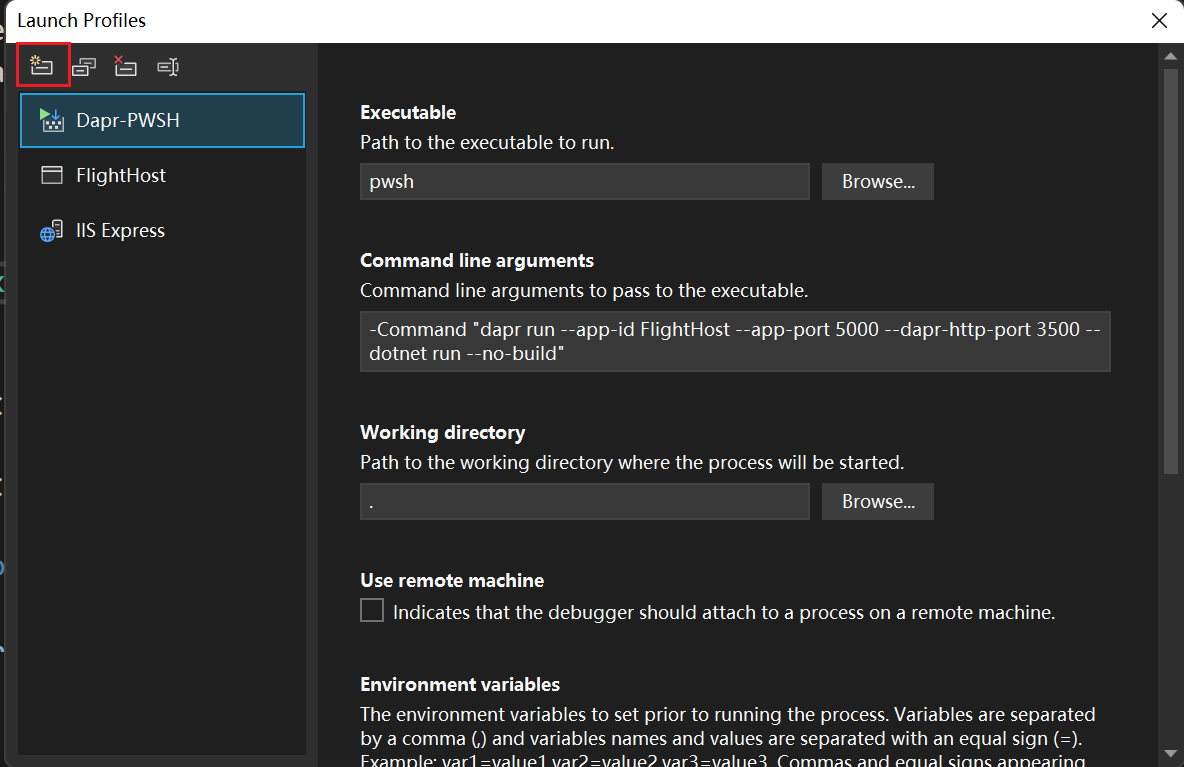 Launch Profiles
Dapr-PWSH
FlightHost
IIS Express
Executable
Path to the executable to run.
pwsh
Browse...
Command line arguments
Command line arguments to pass to the executable.
-Command "dapr run --app-id FlightHost --app-port 5000 --dapr-http-port 3500 --
dotnet run --no-build"
Working directory
Path to the working directory where the process will be started.
.
Browse...
Use remote machine
Indicates that the debugger should attach to a process on a remote machine.
Environment variables
The environment variables to set prior to running the process. Variables are separated
by a comma (,) and variables names and values are separated with an equal sign (=).
Example: var1=value1,var2=value2,var3=value3. Commas and equal signs appearing